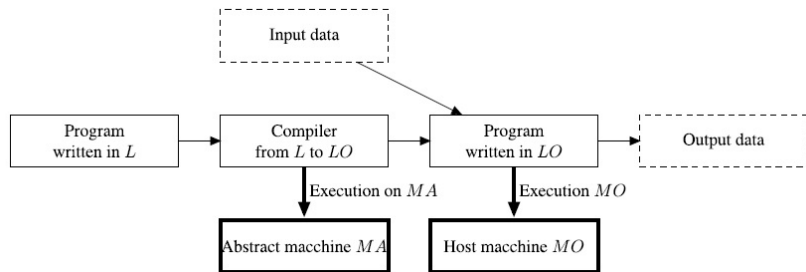 Input data
Program
written in L
Compiler
from L to LO
Program
written in LO
Output data
Execution on MA
Execution MO
Abstract macchine MA
Host macchine MO